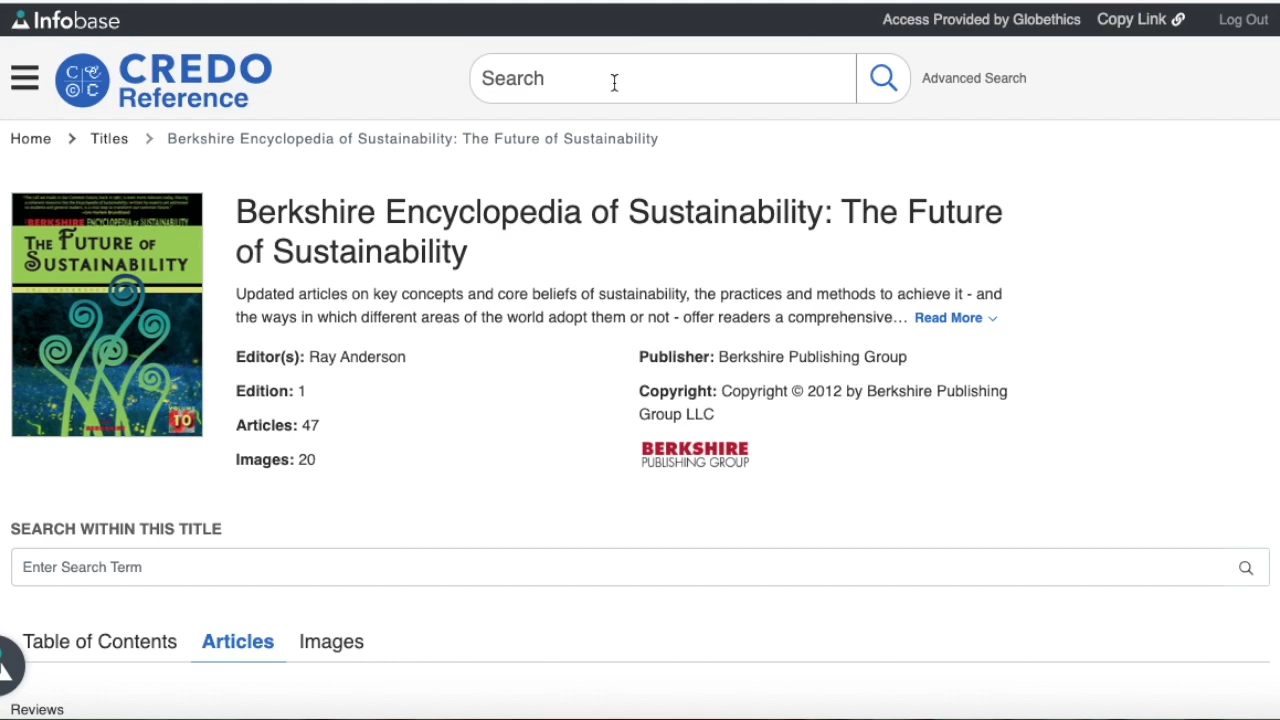 Infobase
Access Provided by Globethics Copy Link Log Out
CREDO
Reference
Search
Advanced Search
Home > Titles > Berkshire Encyclopedia of Sustainability: The Future of Sustainability
BERKSHIRE ENCYCLOPEDIA OF SUSTAINABILITY
THE FUTURE OF
SUSTAINABILITY
10
Berkshire Encyclopedia of Sustainability: The Future
of Sustainability
Updated articles on key concepts and core beliefs of sustainability, the practices and methods to achieve it - and
the ways in which different areas of the world adopt them or not - offer readers a comprehensive… Read More
Editor(s): Ray Anderson
Publisher: Berkshire Publishing Group
Edition: 1
Copyright: Copyright © 2012 by Berkshire Publishing
Group LLC
Articles: 47
BERKSHIRE
PUBLISHING GROUP
Images: 20
SEARCH WITHIN THIS TITLE
Enter Search Term
Table of Contents Articles Images
Reviews